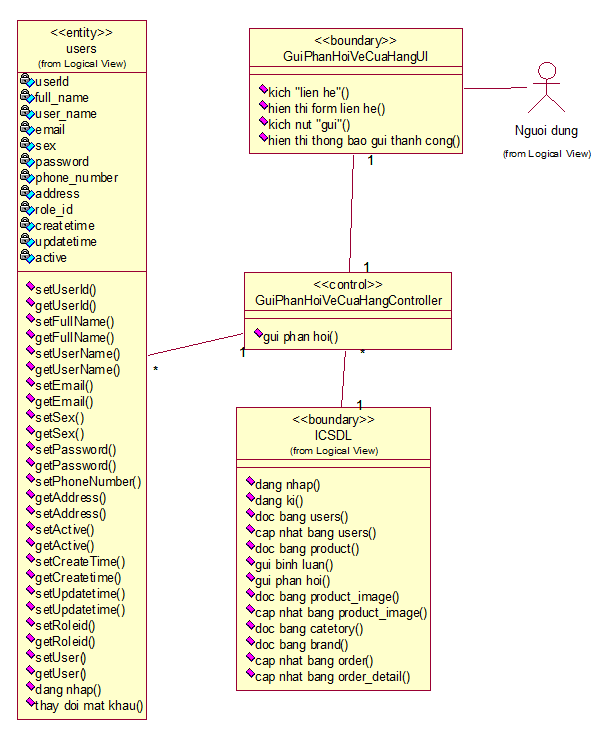 <<entity>>
users
(from Logical View)
userId
full_name
user_name
email
sex
password
phone_number
address
role_id
createtime
updatetime
active
setUserId()
getUserId()
setFullName()
getFullName()
setUserName()
getUserName()
setEmail()
getEmail()
setSex()
getSex()
setPassword()
getPassword()
setPhoneNumber()
getAddress()
setAddress()
setActive()
getActive()
setCreateTime()
getCreatetime()
setUpdatetime()
setUpdatetime()
setRoleid()
getRoleid()
setUser()
getUser()
dang nhap()
thay doi mat khau()
<<boundary>>
GuiPhanHoiVeCuaHangUI
kich "lien he"()
hien thi form lien he()
kich nut "gui"()
hien thi thong bao gui thanh cong()
Nguoi dung
(from Logical View)
1
1
<<control>>
GuiPhanHoiVeCuaHangController
gui phan hoi()
1
*
*
1
<<boundary>>
ICSDL
(from Logical View)
dang nhap()
dang ki()
doc bang users()
cap nhat bang users()
doc bang product()
gui binh luan()
gui phan hoi()
doc bang product_image()
cap nhat bang product_image()
doc bang catetory()
doc bang brand()
cap nhat bang order()
cap nhat bang order_detail()